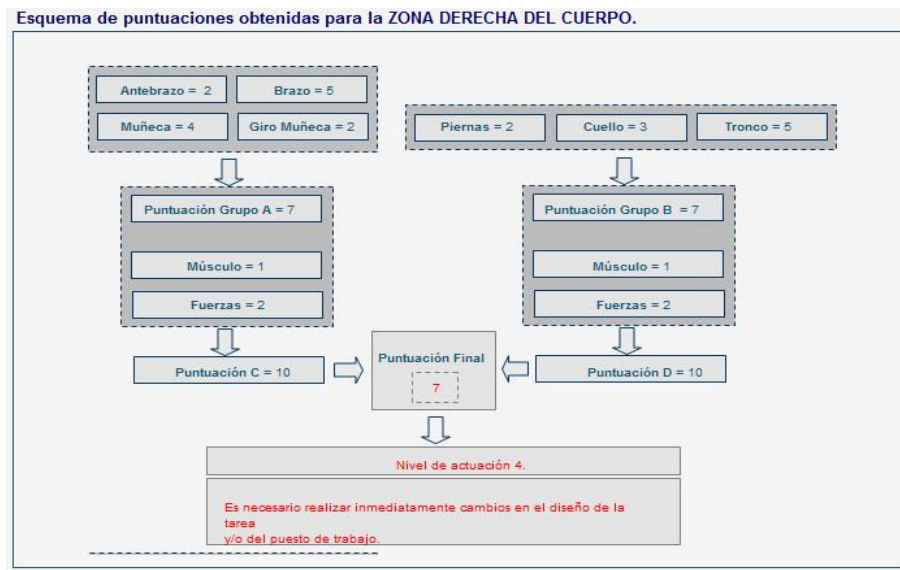 Esquema de puntuaciones obtenidas para la ZONA DERECHA DEL CUERPO.
Antebrazo = 2
Brazo = 5
Muñeca = 4
Giro Muñeca = 2
Piernas = 2
Cuello = 3
Tronco = 5
Puntuación Grupo A = 7
Músculo = 1
Fuerzas = 2
Puntuación Grupo B = 7
Músculo = 1
Fuerzas = 2
Puntuación C = 10
Puntuación Final
7
Puntuación D = 10
Nivel de actuación 4.
Es necesario realizar inmediatamente cambios en el diseño de la
tarea
y/o del puesto de trabajo.